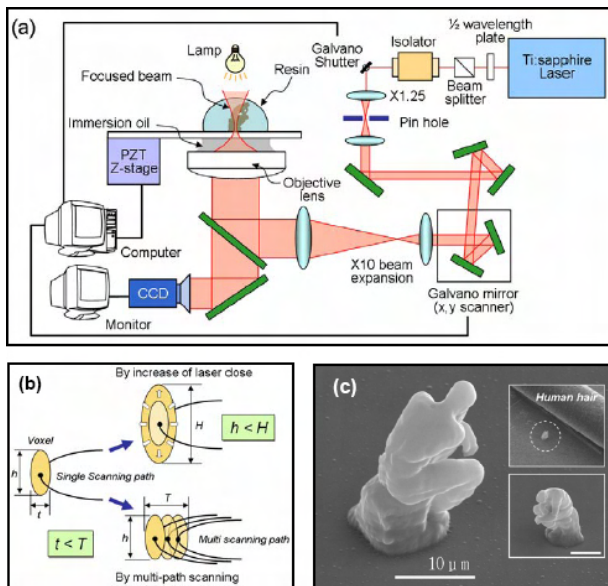 (a)
Lamp
Focused beam
Resin
Immersion oil
PZT
Z-stage
Objective
lens
Computer
CCD
Monitor
Galvano
Shutter
Isolator
½ wavelength
plate
Beam
splitter
Ti:sapphire
Laser
X1.25
Pin hole
X10 beam
expansion
Galvano mirror
(x,y scanner)
(b)
By increase of laser close
Voxel
h
t
Single Scanning path
H
h < H
t < T
T
h
Multi scanning path
By multi-path scanning
(c)
Human hair
10 μm